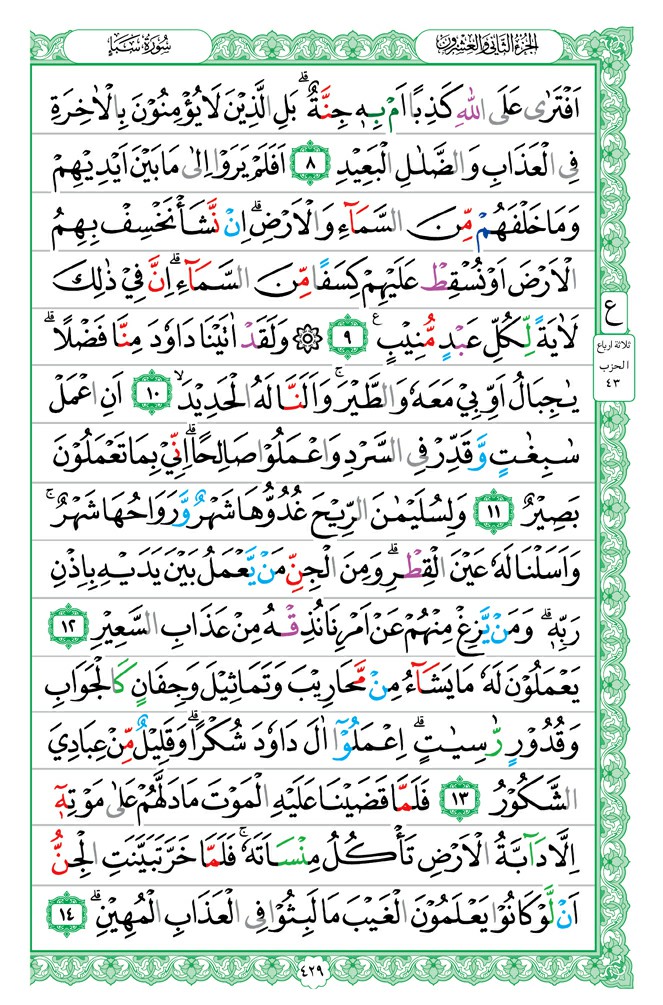 الجزء الثاني والعشرون
سورة سبإ
اَفْتَرٰى عَلَى اللّٰهِ كَذِبًا اَمْ بِهٖ جِنَّةٌ ؕ بَلِ الَّذِيْنَ لَا يُؤْمِنُوْنَ بِالْاٰخِرَةِ
فِى الْعَذَابِ وَالضَّلٰلِ الْبَعِيْدِ ٨ اَفَلَمْ يَرَوْا اِلٰى مَا بَيْنَ اَيْدِيْهِمْ
وَمَا خَلْفَهُمْ مِّنَ السَّمَآءِ وَالْاَرْضِ ؕ اِنْ نَّشَأْ نَخْسِفْ بِهِمُ
الْاَرْضَ اَوْ نُسْقِطْ عَلَيْهِمْ كِسَفًا مِّنَ السَّمَآءِ ؕ اِنَّ فِيْ ذٰلِكَ
لَاٰيَةً لِّكُلِّ عَبْدٍ مُّنِيْبٍ ع ٩ ۞ وَلَقَدْ اٰتَيْنَا دَاوٗدَ مِنَّا فَضْلًا ؕ
يٰجِبَالُ اَوِّبِيْ مَعَهٗ وَالطَّيْرَ ۚ وَاَلَنَّا لَهُ الْحَدِيْدَ ۙ ١٠ اَنِ اعْمَلْ
سٰبِغٰتٍ وَّقَدِّرْ فِى السَّرْدِ وَاعْمَلُوْا صَالِحًا ؕ اِنِّيْ بِمَا تَعْمَلُوْنَ
بَصِيْرٌ ١١ وَلِسُلَيْمٰنَ الرِّيْحَ غُدُوُّهَا شَهْرٌ وَّرَوَاحُهَا شَهْرٌ ۚ
وَاَسَلْنَا لَهٗ عَيْنَ الْقِطْرِ ؕ وَمِنَ الْجِنِّ مَنْ يَّعْمَلُ بَيْنَ يَدَيْهِ بِاِذْنِ
رَبِّهٖ ؕ وَمَنْ يَّزِغْ مِنْهُمْ عَنْ اَمْرِنَا نُذِقْهُ مِنْ عَذَابِ السَّعِيْرِ ١٢
يَعْمَلُوْنَ لَهٗ مَا يَشَآءُ مِنْ مَّحَارِيْبَ وَتَمَاثِيْلَ وَجِفَانٍ كَالْجَوَابِ
وَقُدُوْرٍ رّٰسِيٰتٍ ؕ اِعْمَلُوْٓا اٰلَ دَاوٗدَ شُكْرًا ؕ وَقَلِيْلٌ مِّنْ عِبَادِيَ
الشَّكُوْرُ ١٣ فَلَمَّا قَضَيْنَا عَلَيْهِ الْمَوْتَ مَا دَلَّهُمْ عَلٰى مَوْتِهٖٓ
اِلَّا دَآبَّةُ الْاَرْضِ تَأْكُلُ مِنْسَاَتَهٗ ۚ فَلَمَّا خَرَّ تَبَيَّنَتِ الْجِنُّ
اَنْ لَّوْ كَانُوْا يَعْلَمُوْنَ الْغَيْبَ مَا لَبِثُوْا فِى الْعَذَابِ الْمُهِيْنِ ؕ ١٤
ع
ثلاثة ارباع
الحزب
٤٣
٤٢٩